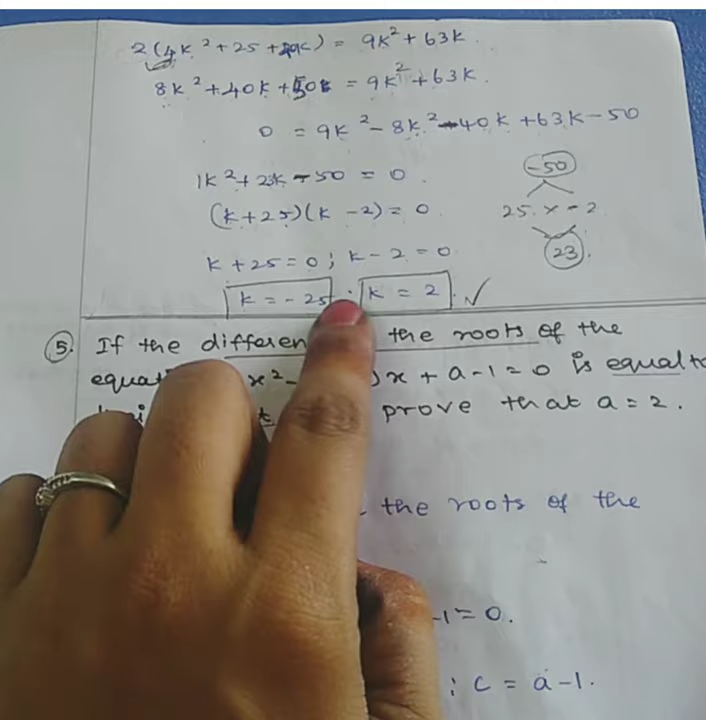 2(4k²+25+20k) = 9k²+63k.
8k²+40k+50 = 9k²+63k.
0 = 9k²-8k²-40k+63k-50
1k²+23k-50 = 0.
-50
(k+25)(k-2) = 0.
25 x -2
k+25=0; k-2=0
23.
k = -25; k = 2. ✓
5. If the differen the roots of the
equat x²- )x+a-1=0 is equal to
prove that a=2.
the roots of the
-1=0.
; c = a-1.